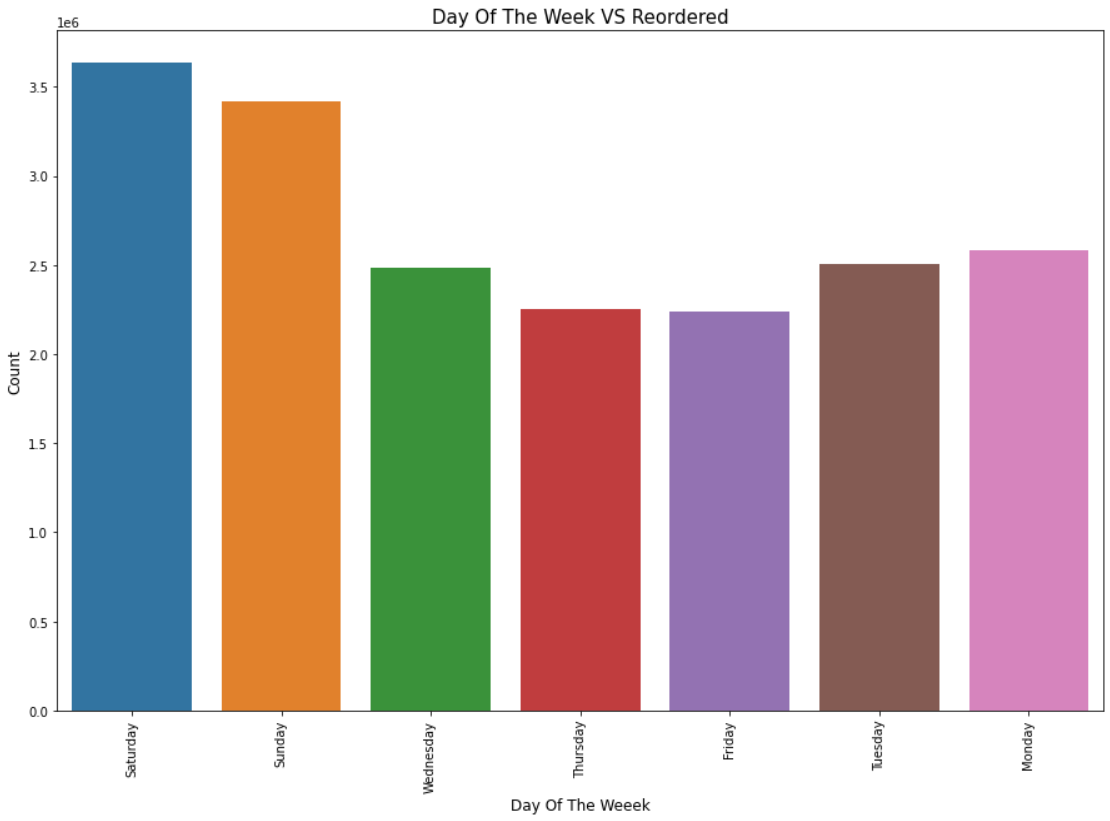 Day Of The Week VS Reordered
1e6
3.5
3.0
2.5
2.0
1.5
1.0
0.5
0.0
Count
Saturday
Sunday
Wednesday
Thursday
Friday
Tuesday
Monday
Day Of The Weeek